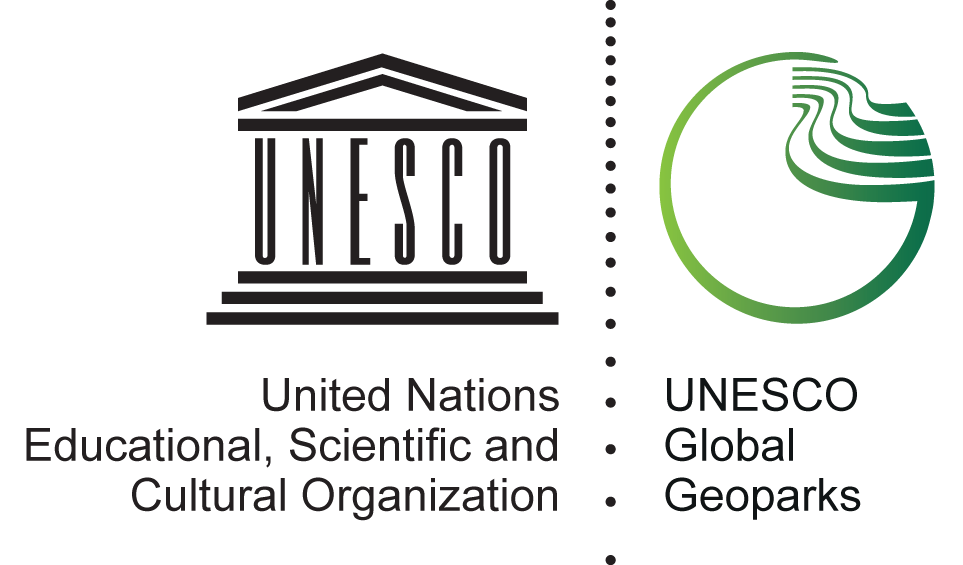 UNESCO
United Nations
Educational, Scientific and
Cultural Organization
UNESCO
Global
Geoparks